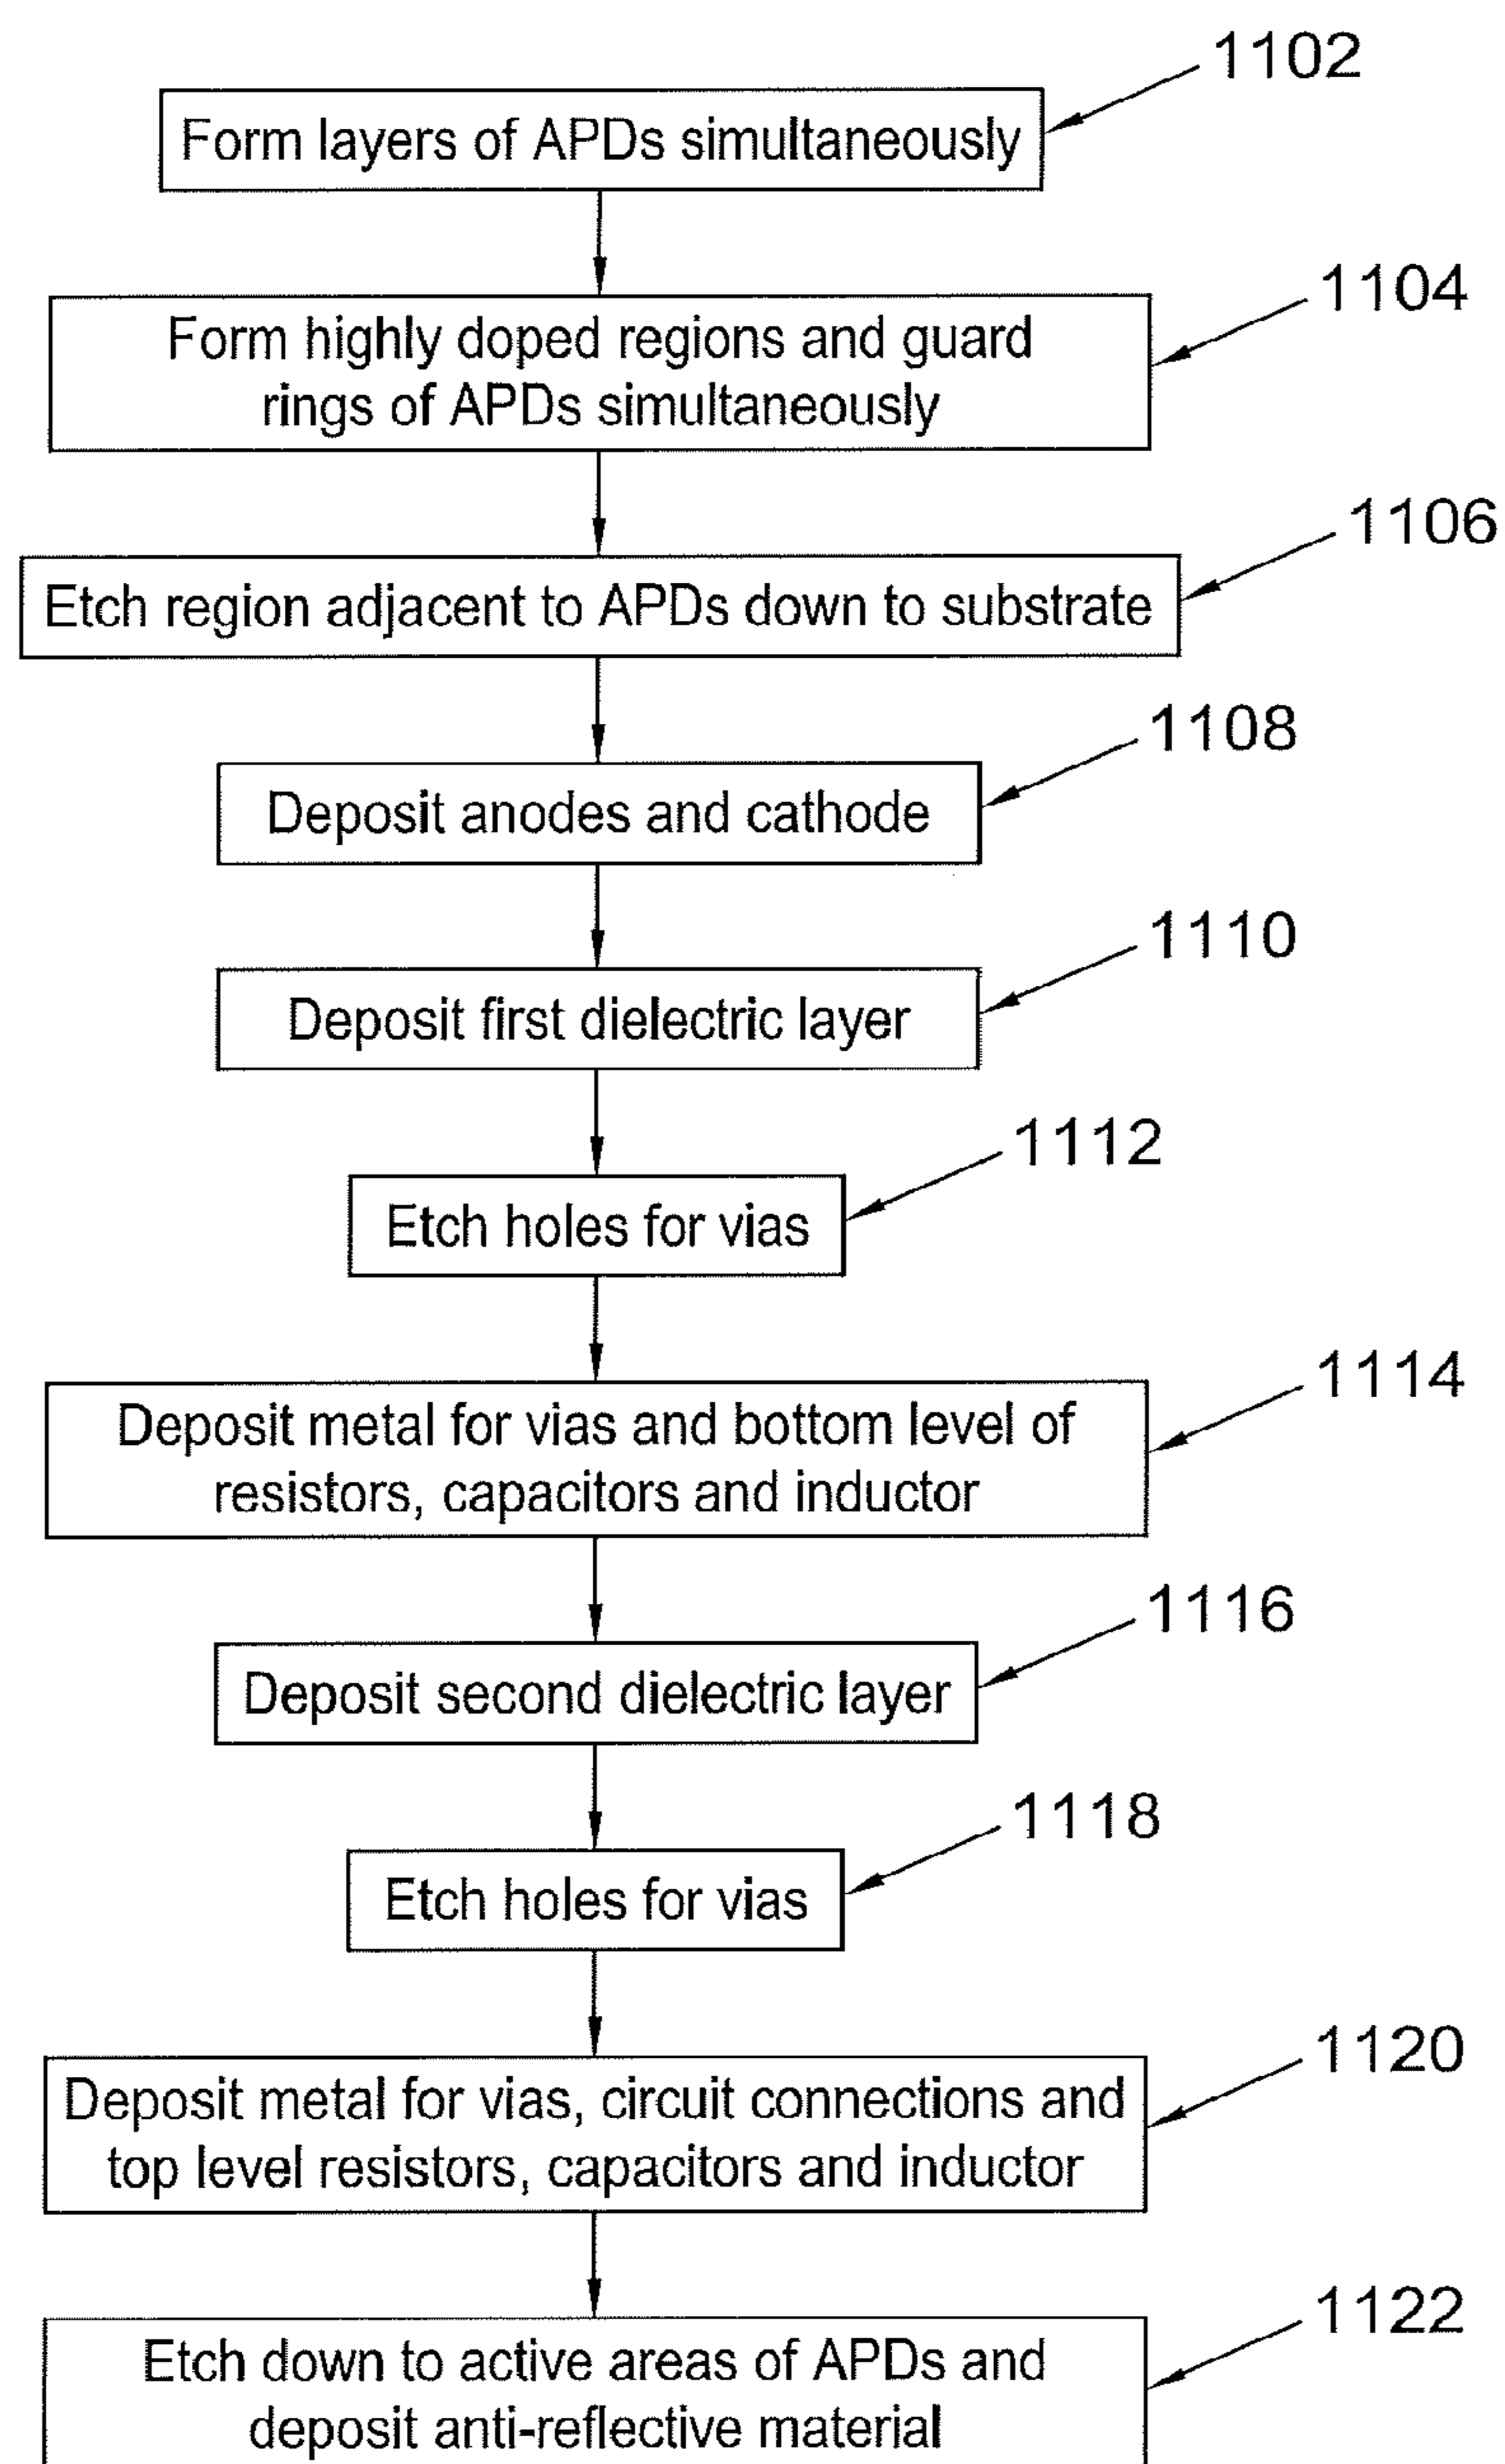 1102
Form layers of APDs simultaneously
1104
Form highly doped regions and guard
rings of APDs simultaneously
1106
Etch region adjacent to APDs down to substrate
1108
Deposit anodes and cathode
1110
Deposit first dielectric layer
1112
Etch holes for vias
1114
Deposit metal for vias and bottom level of
resistors, capacitors and inductor
1116
Deposit second dielectric layer
1118
Etch holes for vias
1120
Deposit metal for vias, circuit connections and
top level resistors, capacitors and inductor
1122
Etch down to active areas of APDs and
deposit anti-reflective material